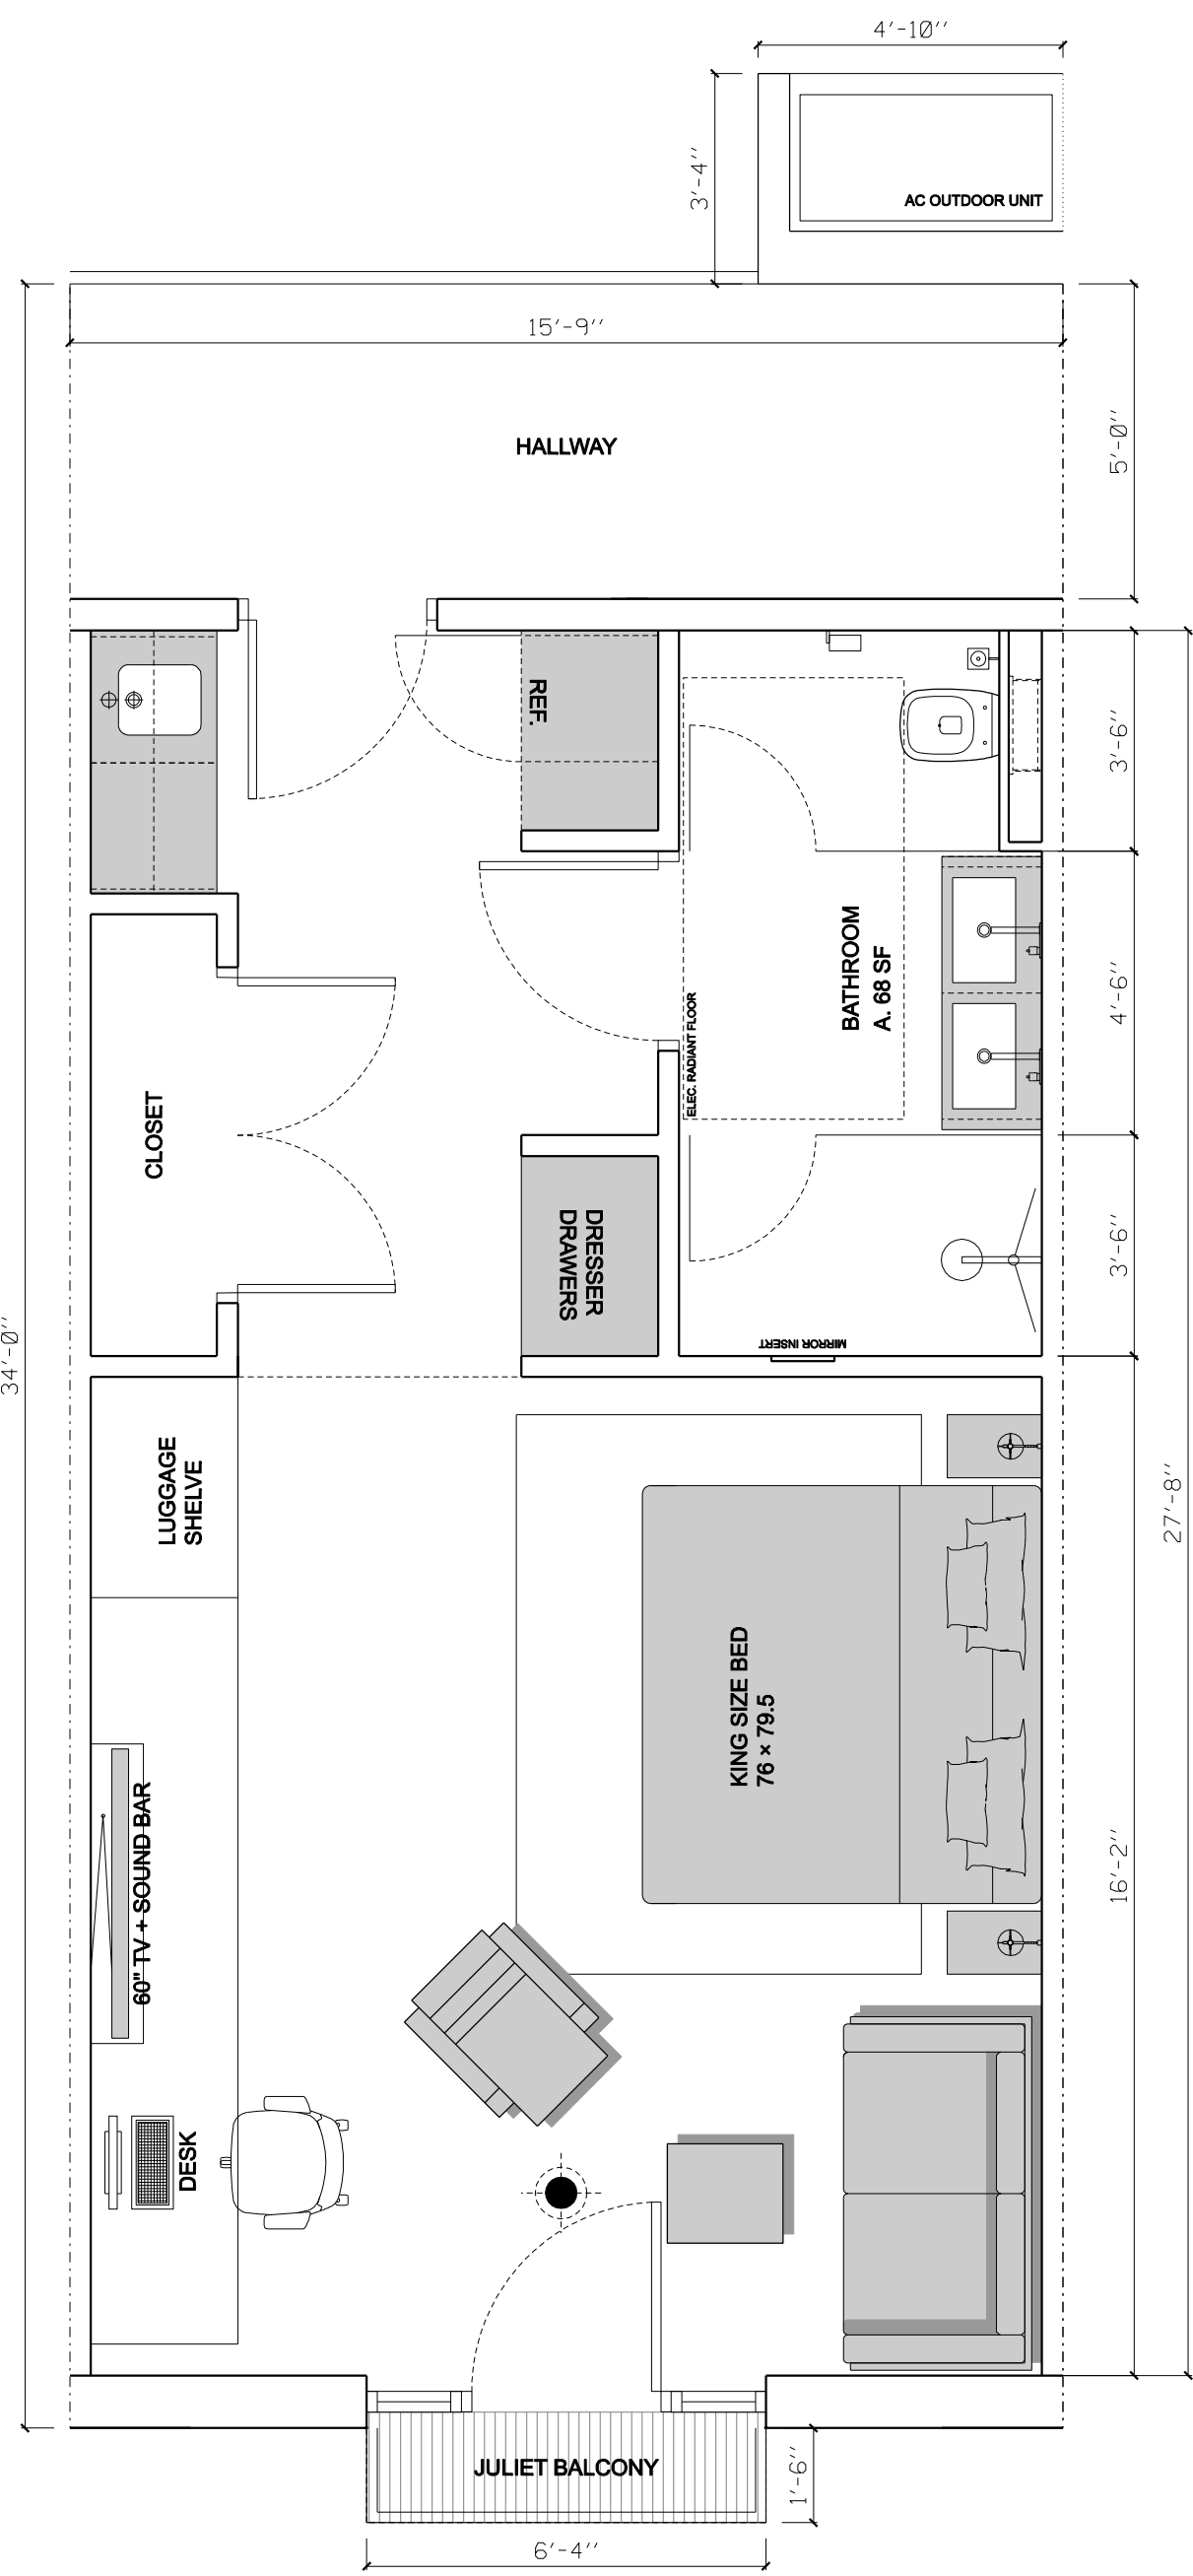 4'-10"
3'-4"
AC OUTDOOR UNIT
15'-9"
HALLWAY
5'-0"
REF.
3'-6"
BATHROOM
A. 68 SF
ELEC. RADIANT FLOOR
4'-6"
CLOSET
DRESSER
DRAWERS
3'-6"
MIRROR INSERT
34'-0"
LUGGAGE
SHELVE
27'-8"
KING SIZE BED
76 × 79.5
60" TV + SOUND BAR
16'-2"
DESK
JULIET BALCONY
1'-6"
6'-4"